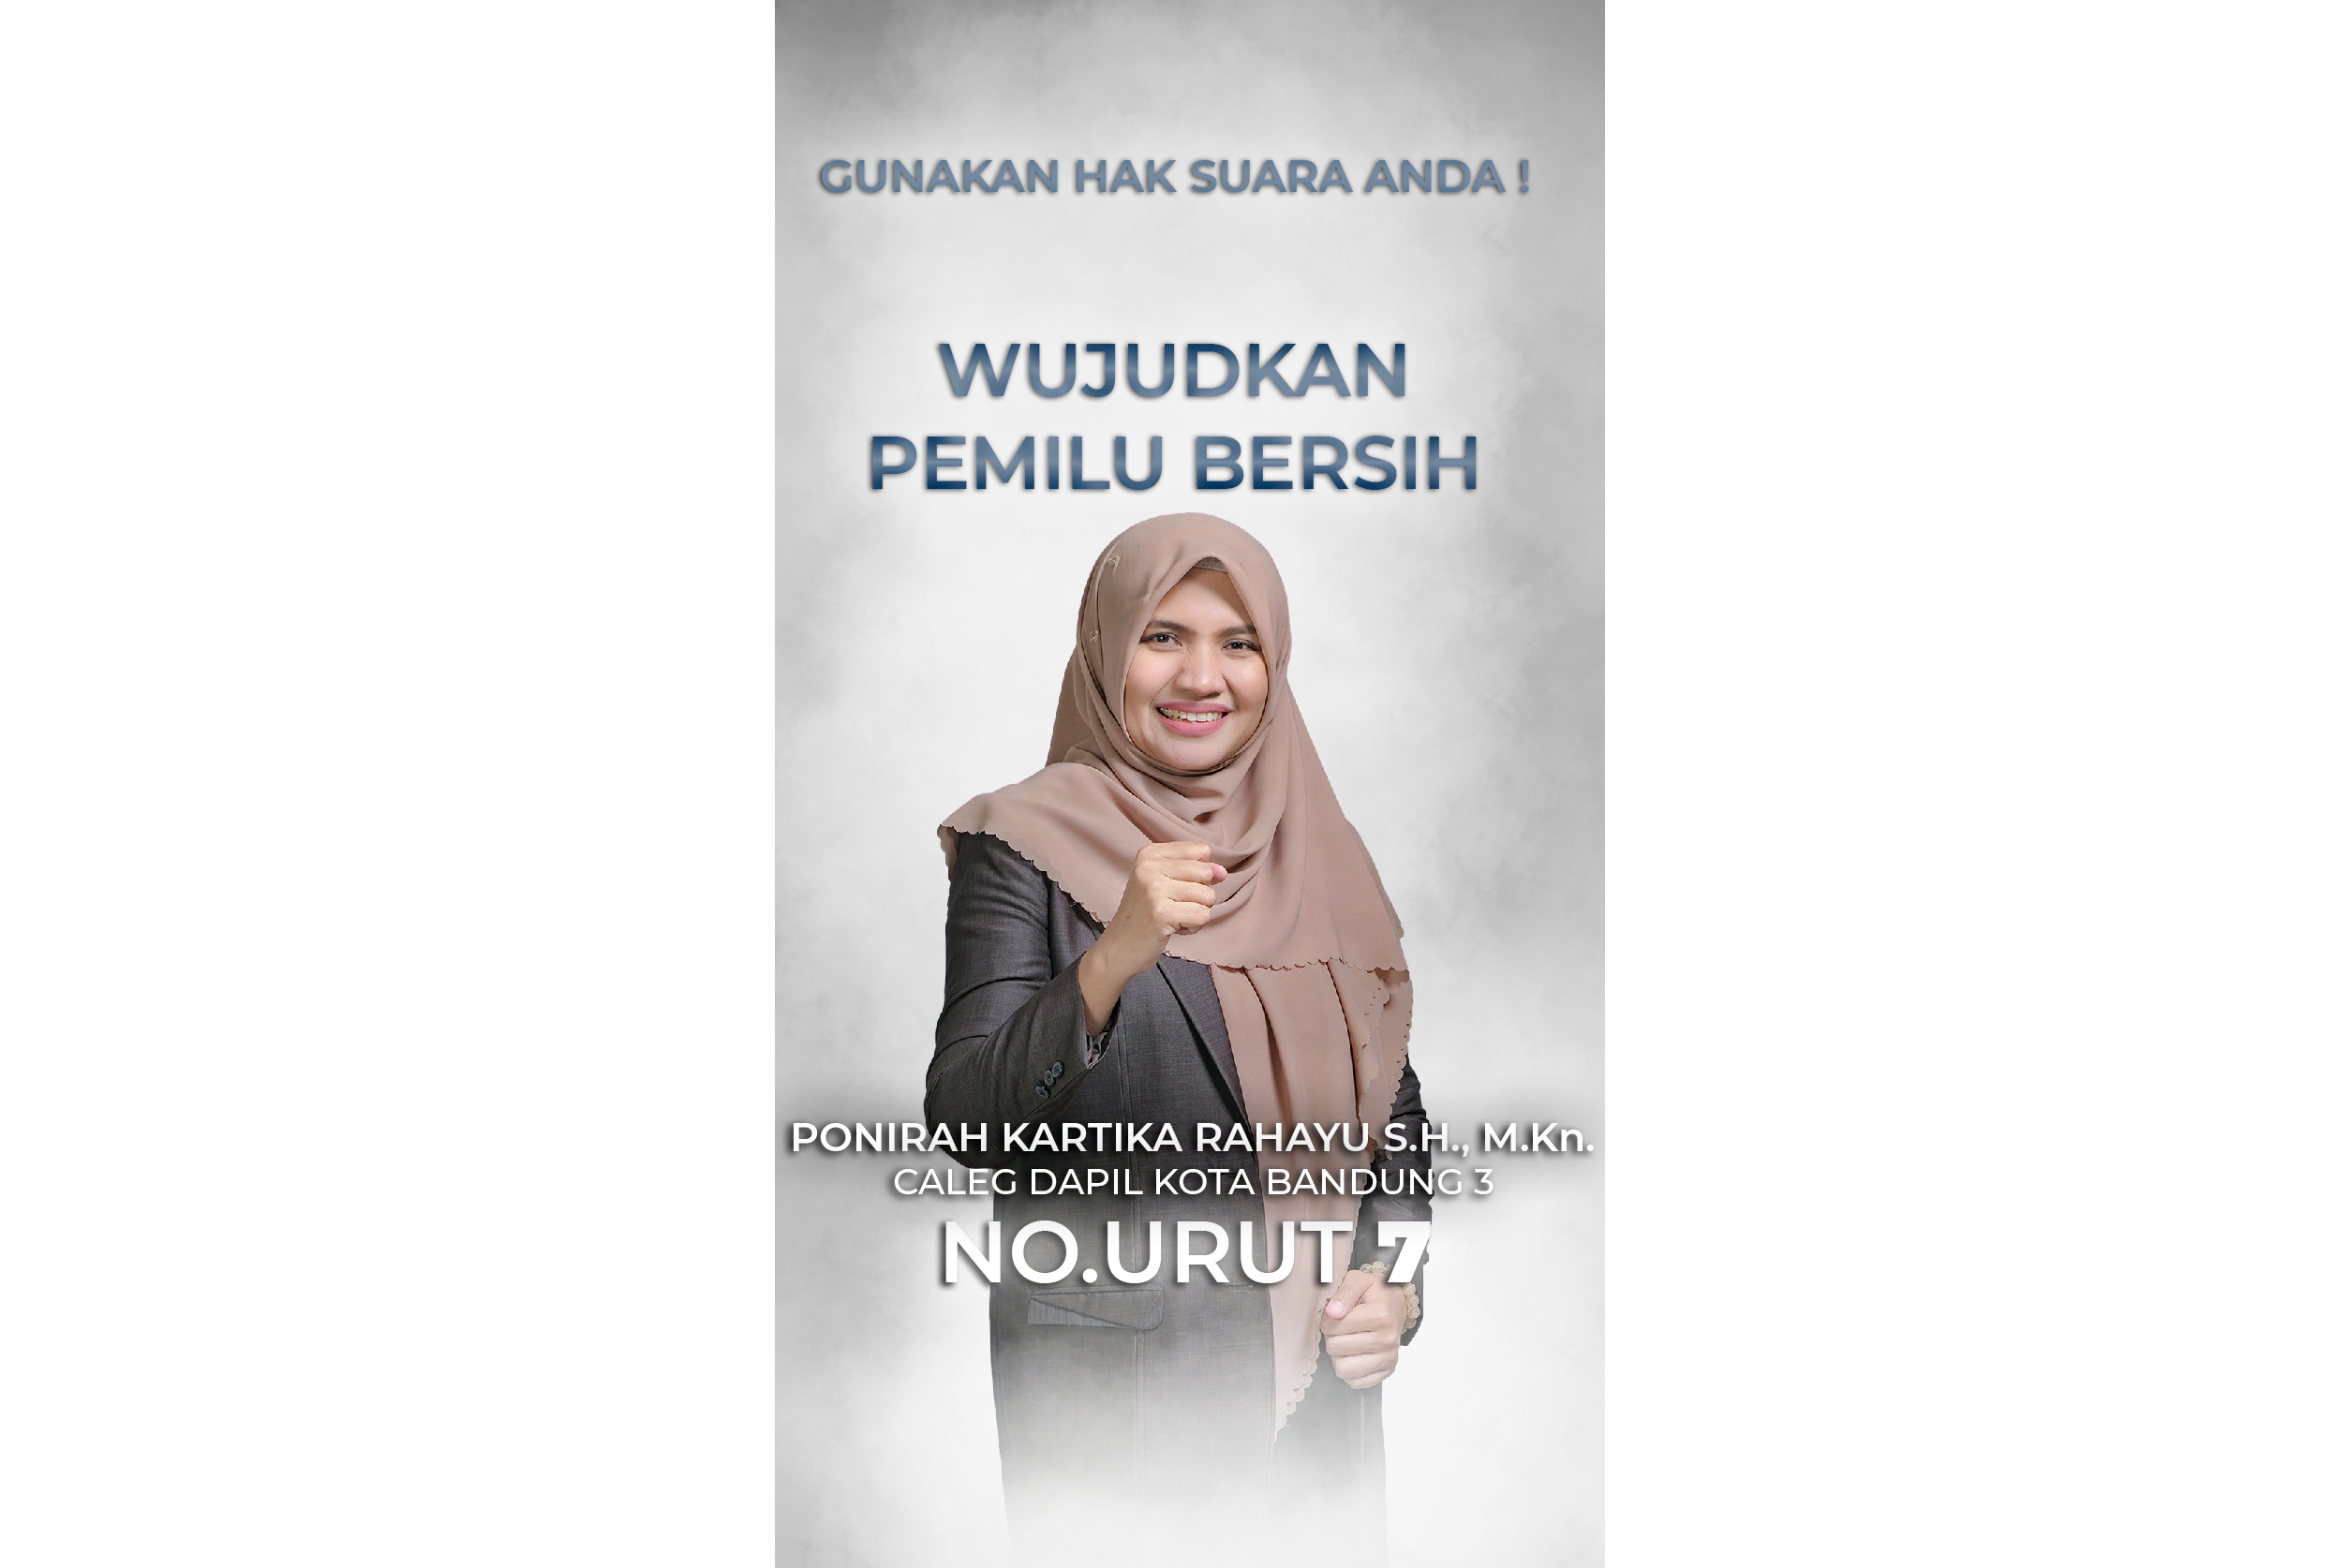 GUNAKAN HAK SUARA ANDA !
WUJUDKAN
PEMILU BERSIH
PONIRAH KARTIKA RAHAYU S.H., M.Kn.
CALEG DAPIL KOTA BANDUNG 3
NO.URUT 7